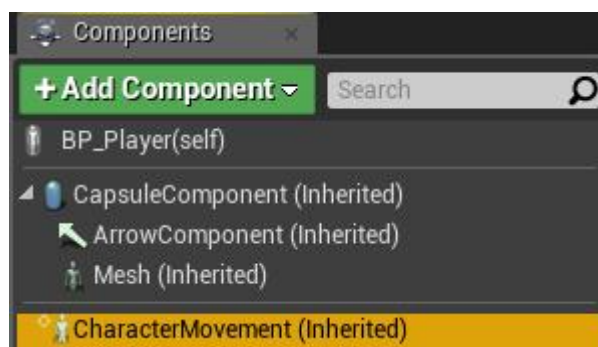 Components
+ Add Component Search
BP_Player(self)
CapsuleComponent (Inherited)
ArrowComponent (Inherited)
Mesh (Inherited)
CharacterMovement (Inherited)